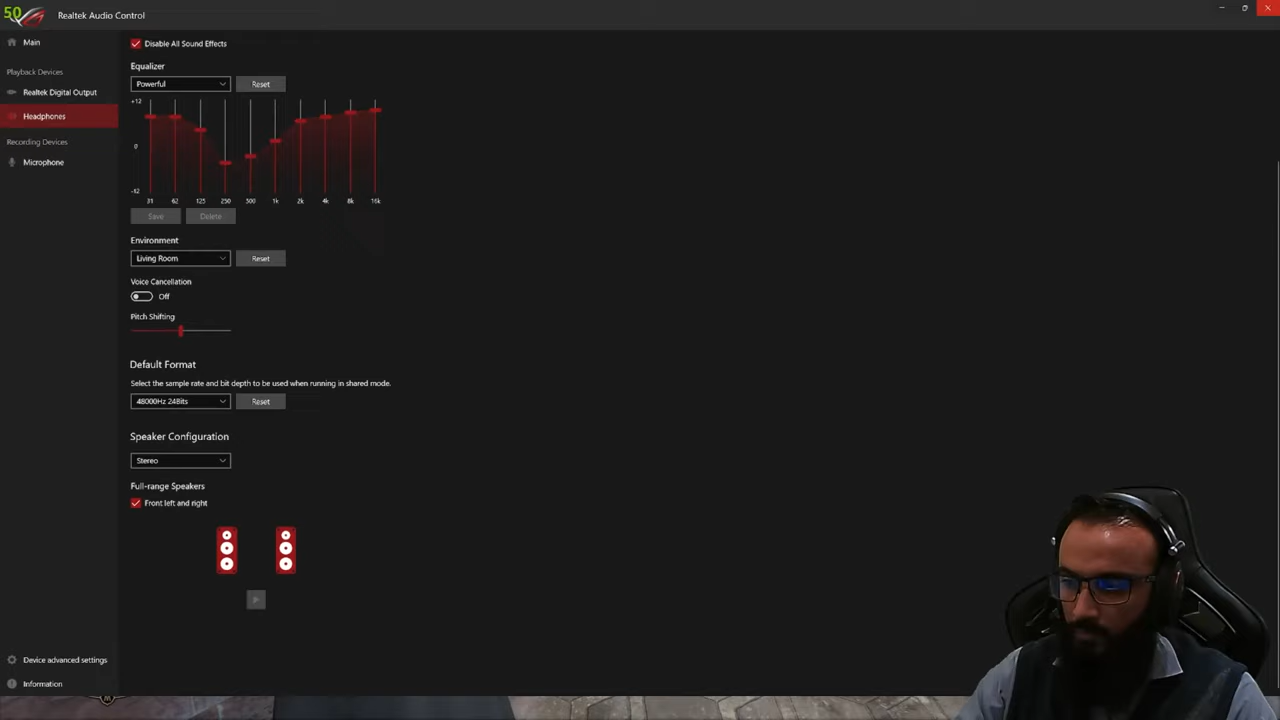 50
Realtek Audio Control
Main
Playback Devices
Realtek Digital Output
Headphones
Recording Devices
Microphone
Disable All Sound Effects
Equalizer
Powerful
Reset
+12
0
-12
31 62 125 250 500 1k 2k 4k 8k 16k
Save Delete
Environment
Living Room
Reset
Voice Cancellation
Off
Pitch Shifting
Default Format
Select the sample rate and bit depth to be used when running in shared mode.
48000Hz 24Bits
Reset
Speaker Configuration
Stereo
Full-range Speakers
Front left and right
Device advanced settings
Information